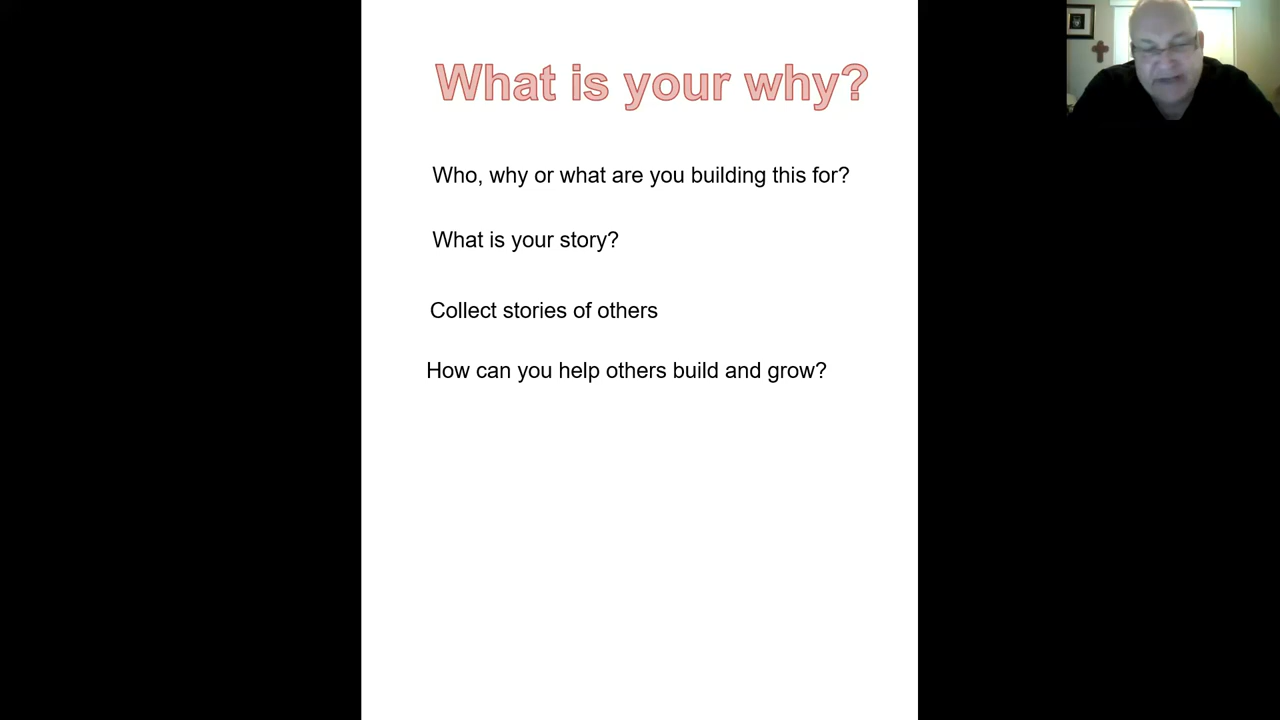 What is your why?
Who, why or what are you building this for?
What is your story?
Collect stories of others
How can you help others build and grow?